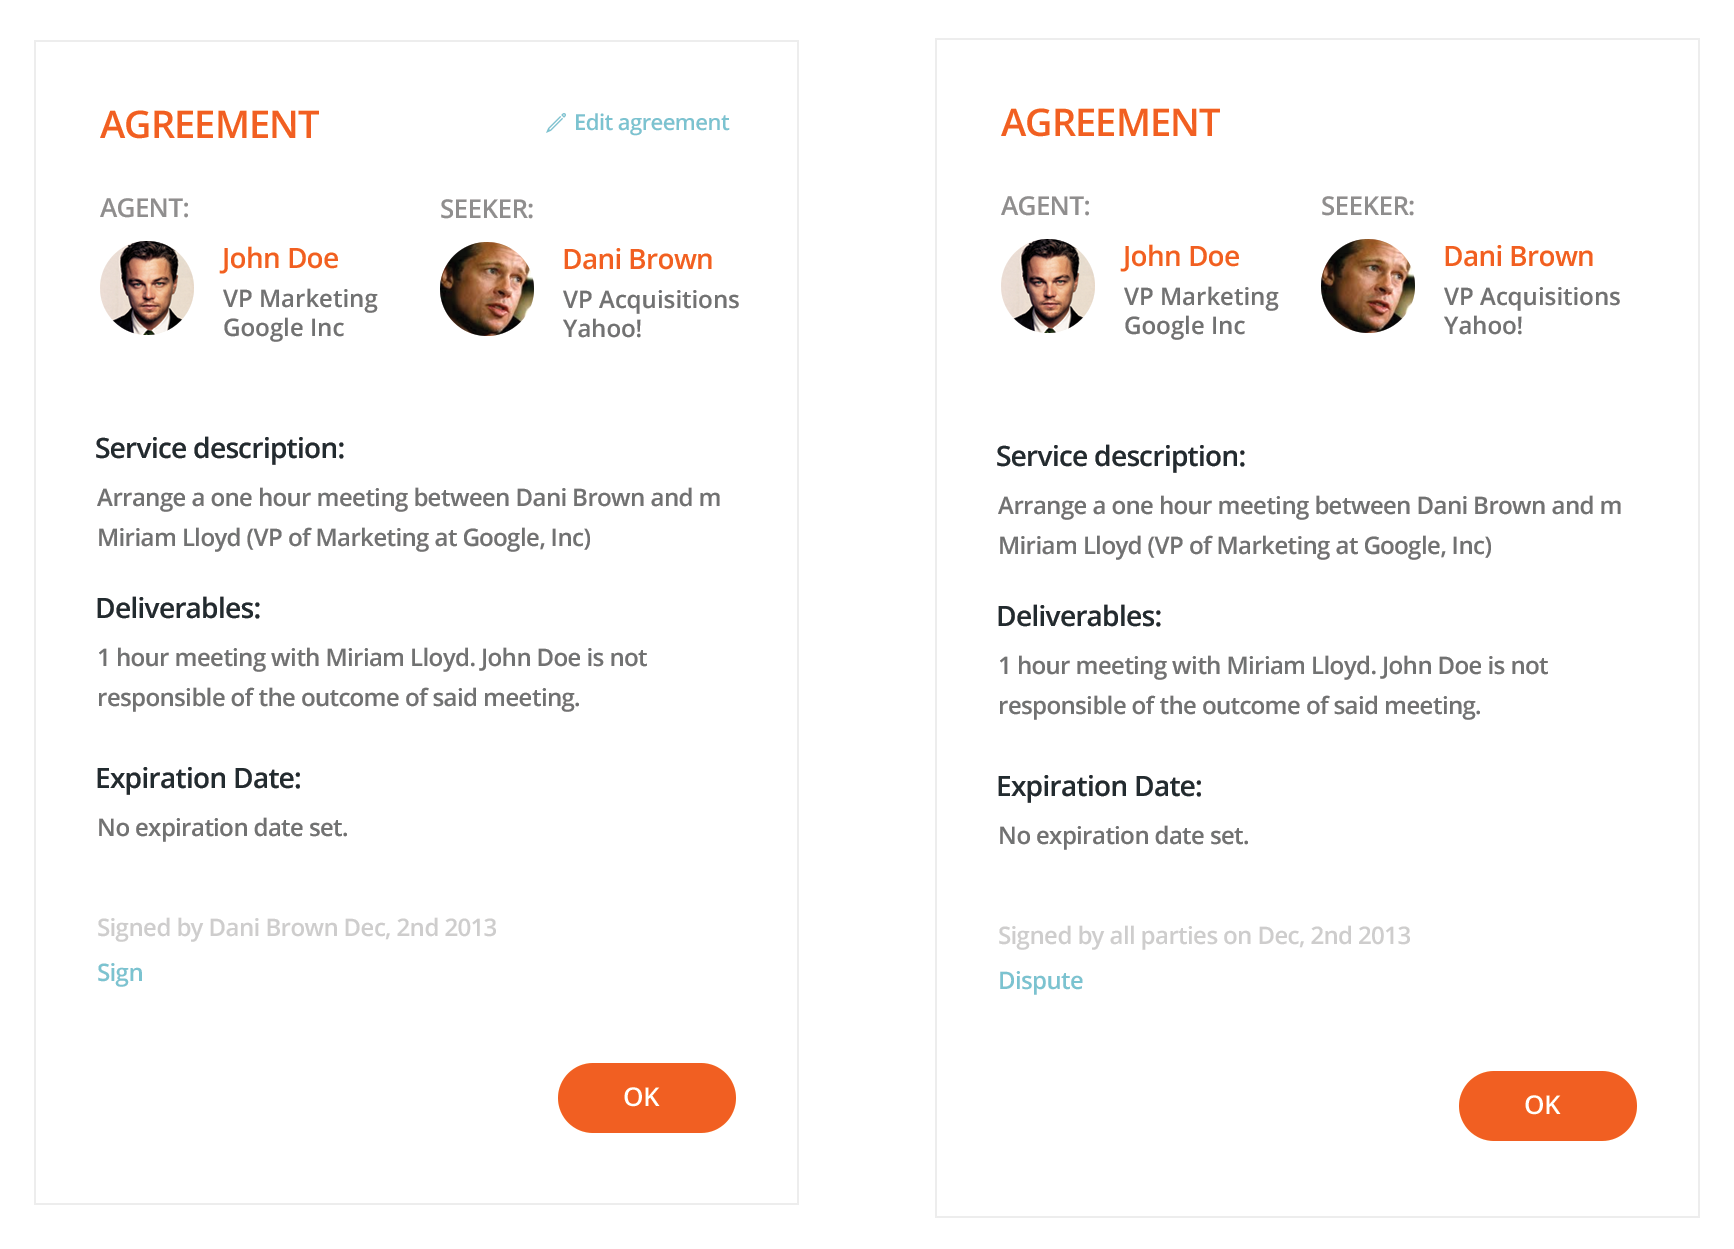 AGREEMENT
Edit agreement
AGENT:
SEEKER:
John Doe
VP Marketing
Google Inc
Dani Brown
VP Acquisitions
Yahoo!
Service description:
Arrange a one hour meeting between Dani Brown and m
Miriam Lloyd (VP of Marketing at Google, Inc)
Deliverables:
1 hour meeting with Miriam Lloyd. John Doe is not
responsible of the outcome of said meeting.
Expiration Date:
No expiration date set.
Signed by Dani Brown Dec, 2nd 2013
Sign
OK
AGREEMENT
AGENT:
SEEKER:
John Doe
VP Marketing
Google Inc
Dani Brown
VP Acquisitions
Yahoo!
Service description:
Arrange a one hour meeting between Dani Brown and m
Miriam Lloyd (VP of Marketing at Google, Inc)
Deliverables:
1 hour meeting with Miriam Lloyd. John Doe is not
responsible of the outcome of said meeting.
Expiration Date:
No expiration date set.
Signed by all parties on Dec, 2nd 2013
Dispute
OK